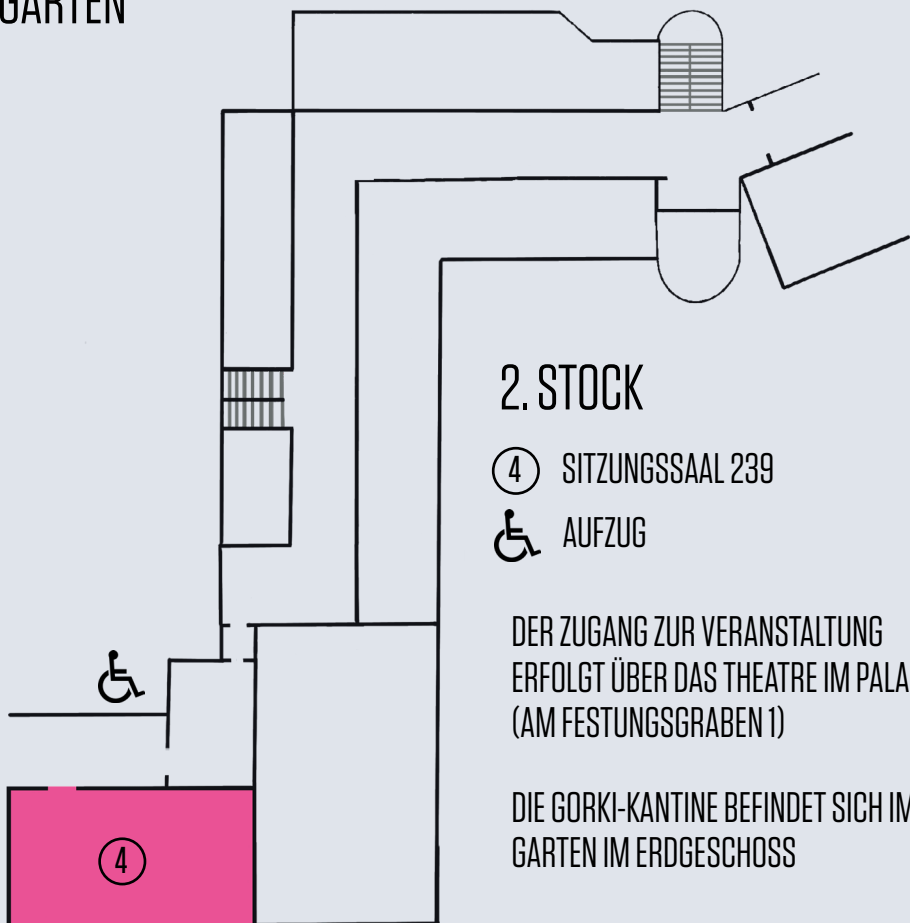 GARTEN
2. STOCK
4 SITZUNGSSAAL 239
AUFZUG
DER ZUGANG ZUR VERANSTALTUNG
ERFOLGT ÜBER DAS THEATRE IM PALA
(AM FESTUNGSGRABEN 1)
DIE GORKI-KANTINE BEFINDET SICH IM
GARTEN IM ERDGESCHOSS
4